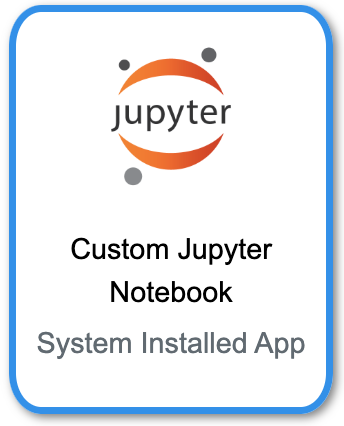 jupyter
Custom Jupyter
Notebook
System Installed App